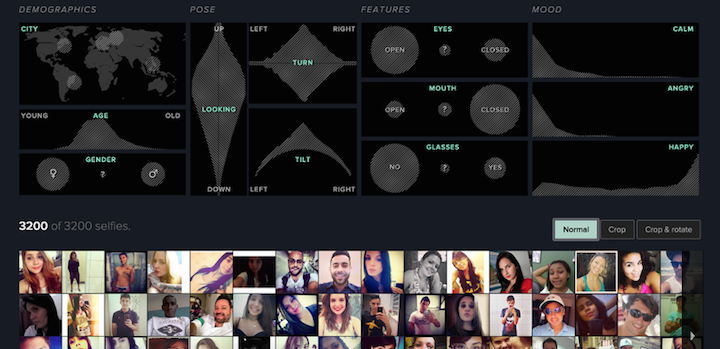 DEMOGRAPHICS
POSE
FEATURES
MOOD
CITY
YOUNG AGE OLD
GENDER
♀ ? ♂
UP
LOOKING
DOWN
LEFT RIGHT
TURN
TILT
LEFT RIGHT
EYES
OPEN ? CLOSED
MOUTH
OPEN ? CLOSED
GLASSES
NO ? YES
CALM
ANGRY
HAPPY
3200 of 3200 selfies.
Normal Crop Crop & rotate